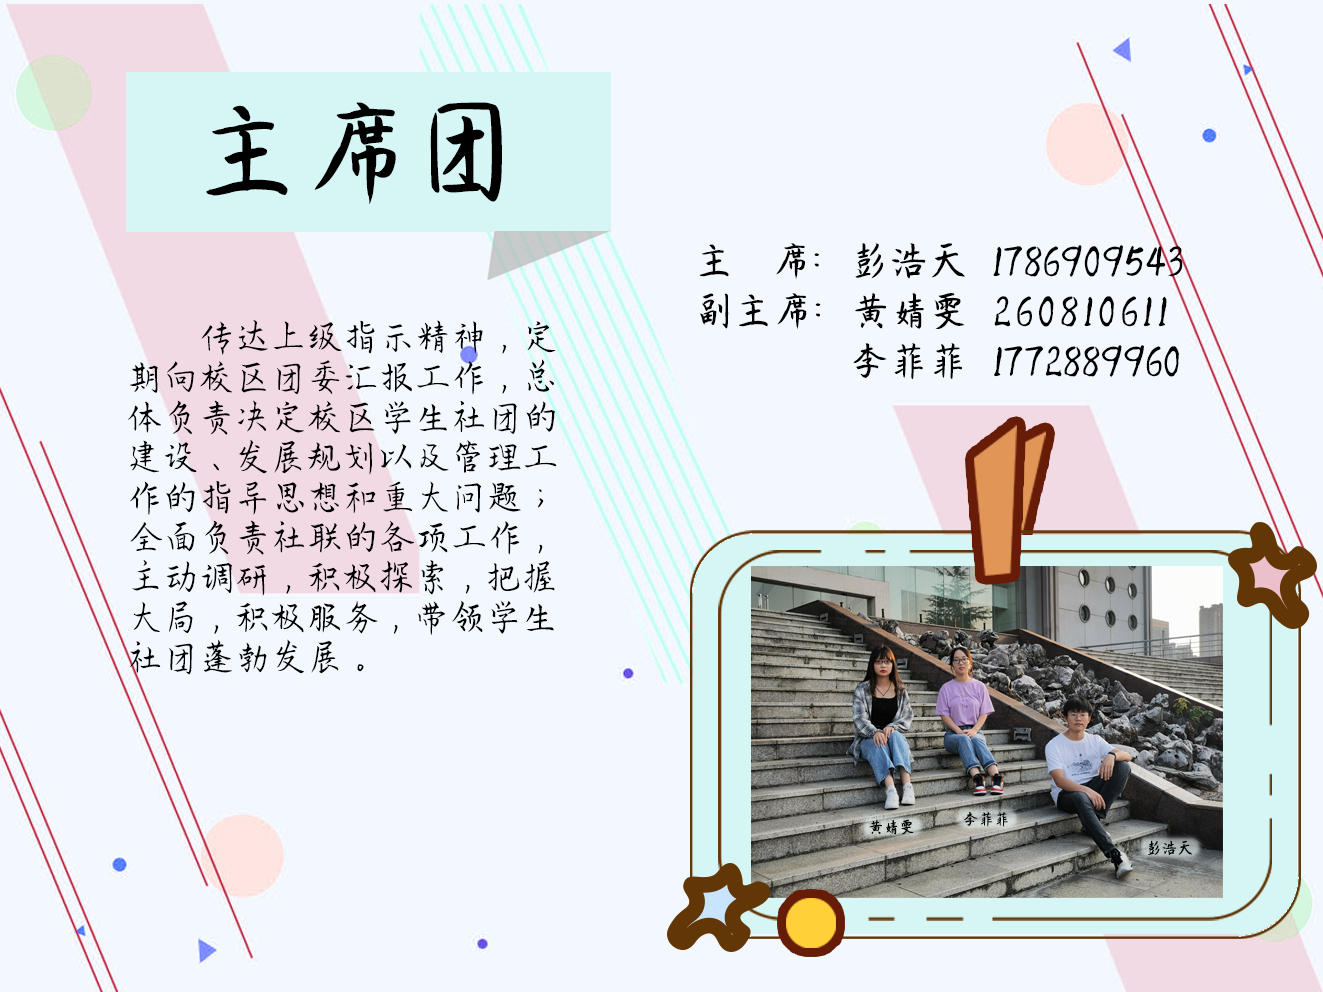 主席团
传达上级指示精神，定
期向校区团委汇报工作，总
体负责决定校区学生社团的
建设、发展规划以及管理工
作的指导思想和重大问题；
全面负责社联的各项工作，
主动调研，积极探索，把握
大局，积极服务，带领学生
社团蓬勃发展。
主　席：彭浩天 1786909543
副主席：黄婧雯 260810611
李菲菲 1772889960
黄婧雯
李菲菲
彭浩天